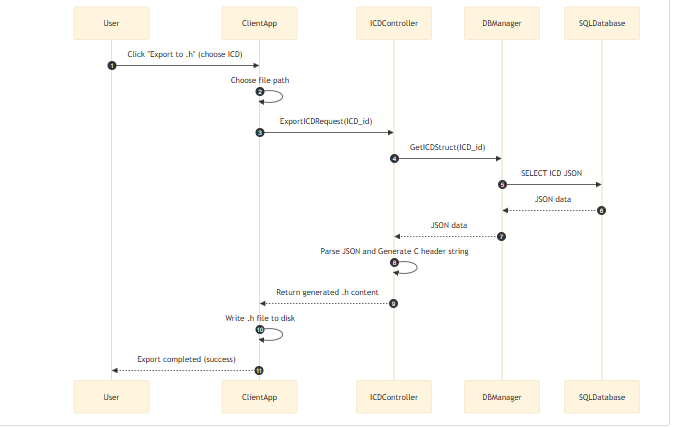 User ClientApp ICDController DBManager SQLDatabase
Click "Export to .h" (choose ICD)
1
Choose file path
2
ExportICDRequest(ICD_id)
3
GetICDStruct(ICD_id)
4
SELECT ICD JSON
5
JSON data
6
JSON data
7
Parse JSON and Generate C header string
8
Return generated .h content
9
Write .h file to disk
10
Export completed (success)
11
User ClientApp ICDController DBManager SQLDatabase